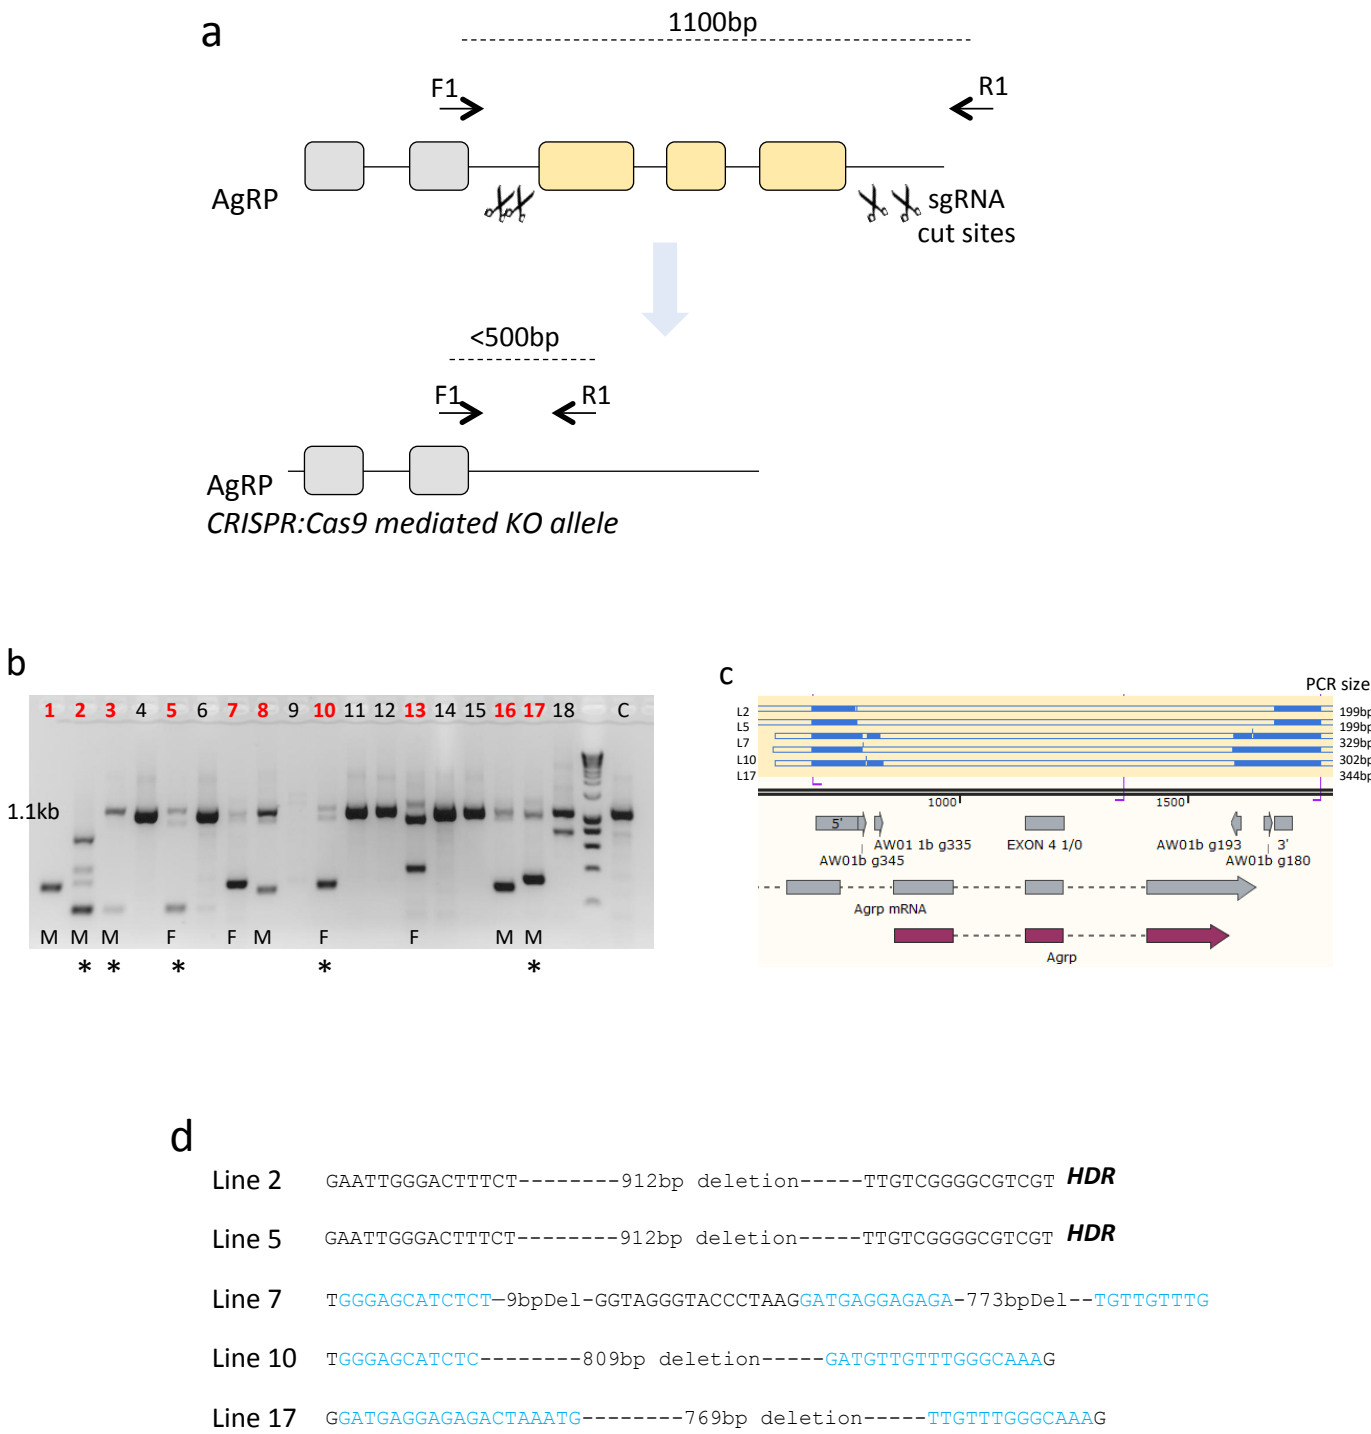 a
1100bp
F1
R1
AgRP
sgRNA
cut sites
<500bp
F1
R1
AgRP
CRISPR:Cas9 mediated KO allele
b
1 2 3 4 5 6 7 8 9 10 11 12 13 14 15 16 17 18 C
1.1kb
M M M F F M F F M M
* * * * *
c
PCR size
L2 199bp
L5 199bp
L7 329bp
L10 302bp
L17 344bp
1000 1500
5' 3'
AW01 1b g335 EXON 4 1/0 AW01b g193
AW01b g345 AW01b g180
Agrp mRNA
Agrp
d
Line 2 GAATTGGGACTTTCT--------912bp deletion-----TTGTCGGGGCGTCGT HDR
Line 5 GAATTGGGACTTTCT--------912bp deletion-----TTGTCGGGGCGTCGT HDR
Line 7 TGGGAGCATCTCT—9bpDel-GGTAGGGTACCCTAAGGATGAGGAGAGA-773bpDel--TGTTGTTTG
Line 10 TGGGAGCATCTC--------809bp deletion-----GATGTTGTTTGGGCAAAG
Line 17 GGATGAGGAGAGACTAAATG--------769bp deletion-----TTGTTTGGGCAAAG